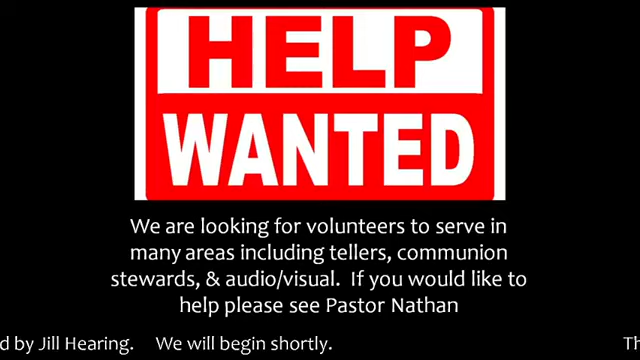 HELP
WANTED
We are looking for volunteers to serve in
many areas including tellers, communion
stewards, & audio/visual.  If you would like to
help please see Pastor Nathan
d by Jill Hearing.    We will begin shortly.    Th